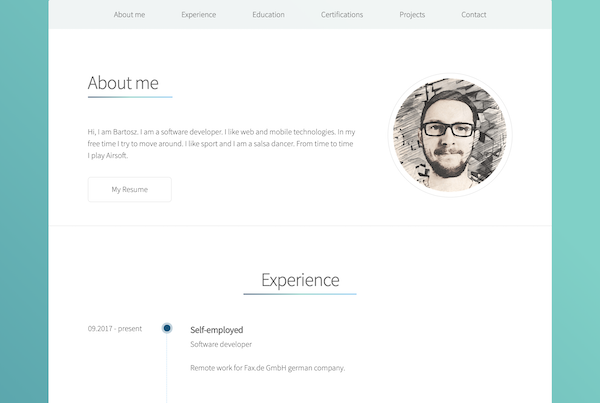 About me Experience Education Certifications Projects Contact
About me
Hi, I am Bartosz. I am a software developer. I like web and mobile technologies. In my
free time I try to move around. I like sport and I am a salsa dancer. From time to time
I play Airsoft.
My Resume
Experience
09.2017 - present
Self-employed
Software developer
Remote work for Fax.de GmbH german company.